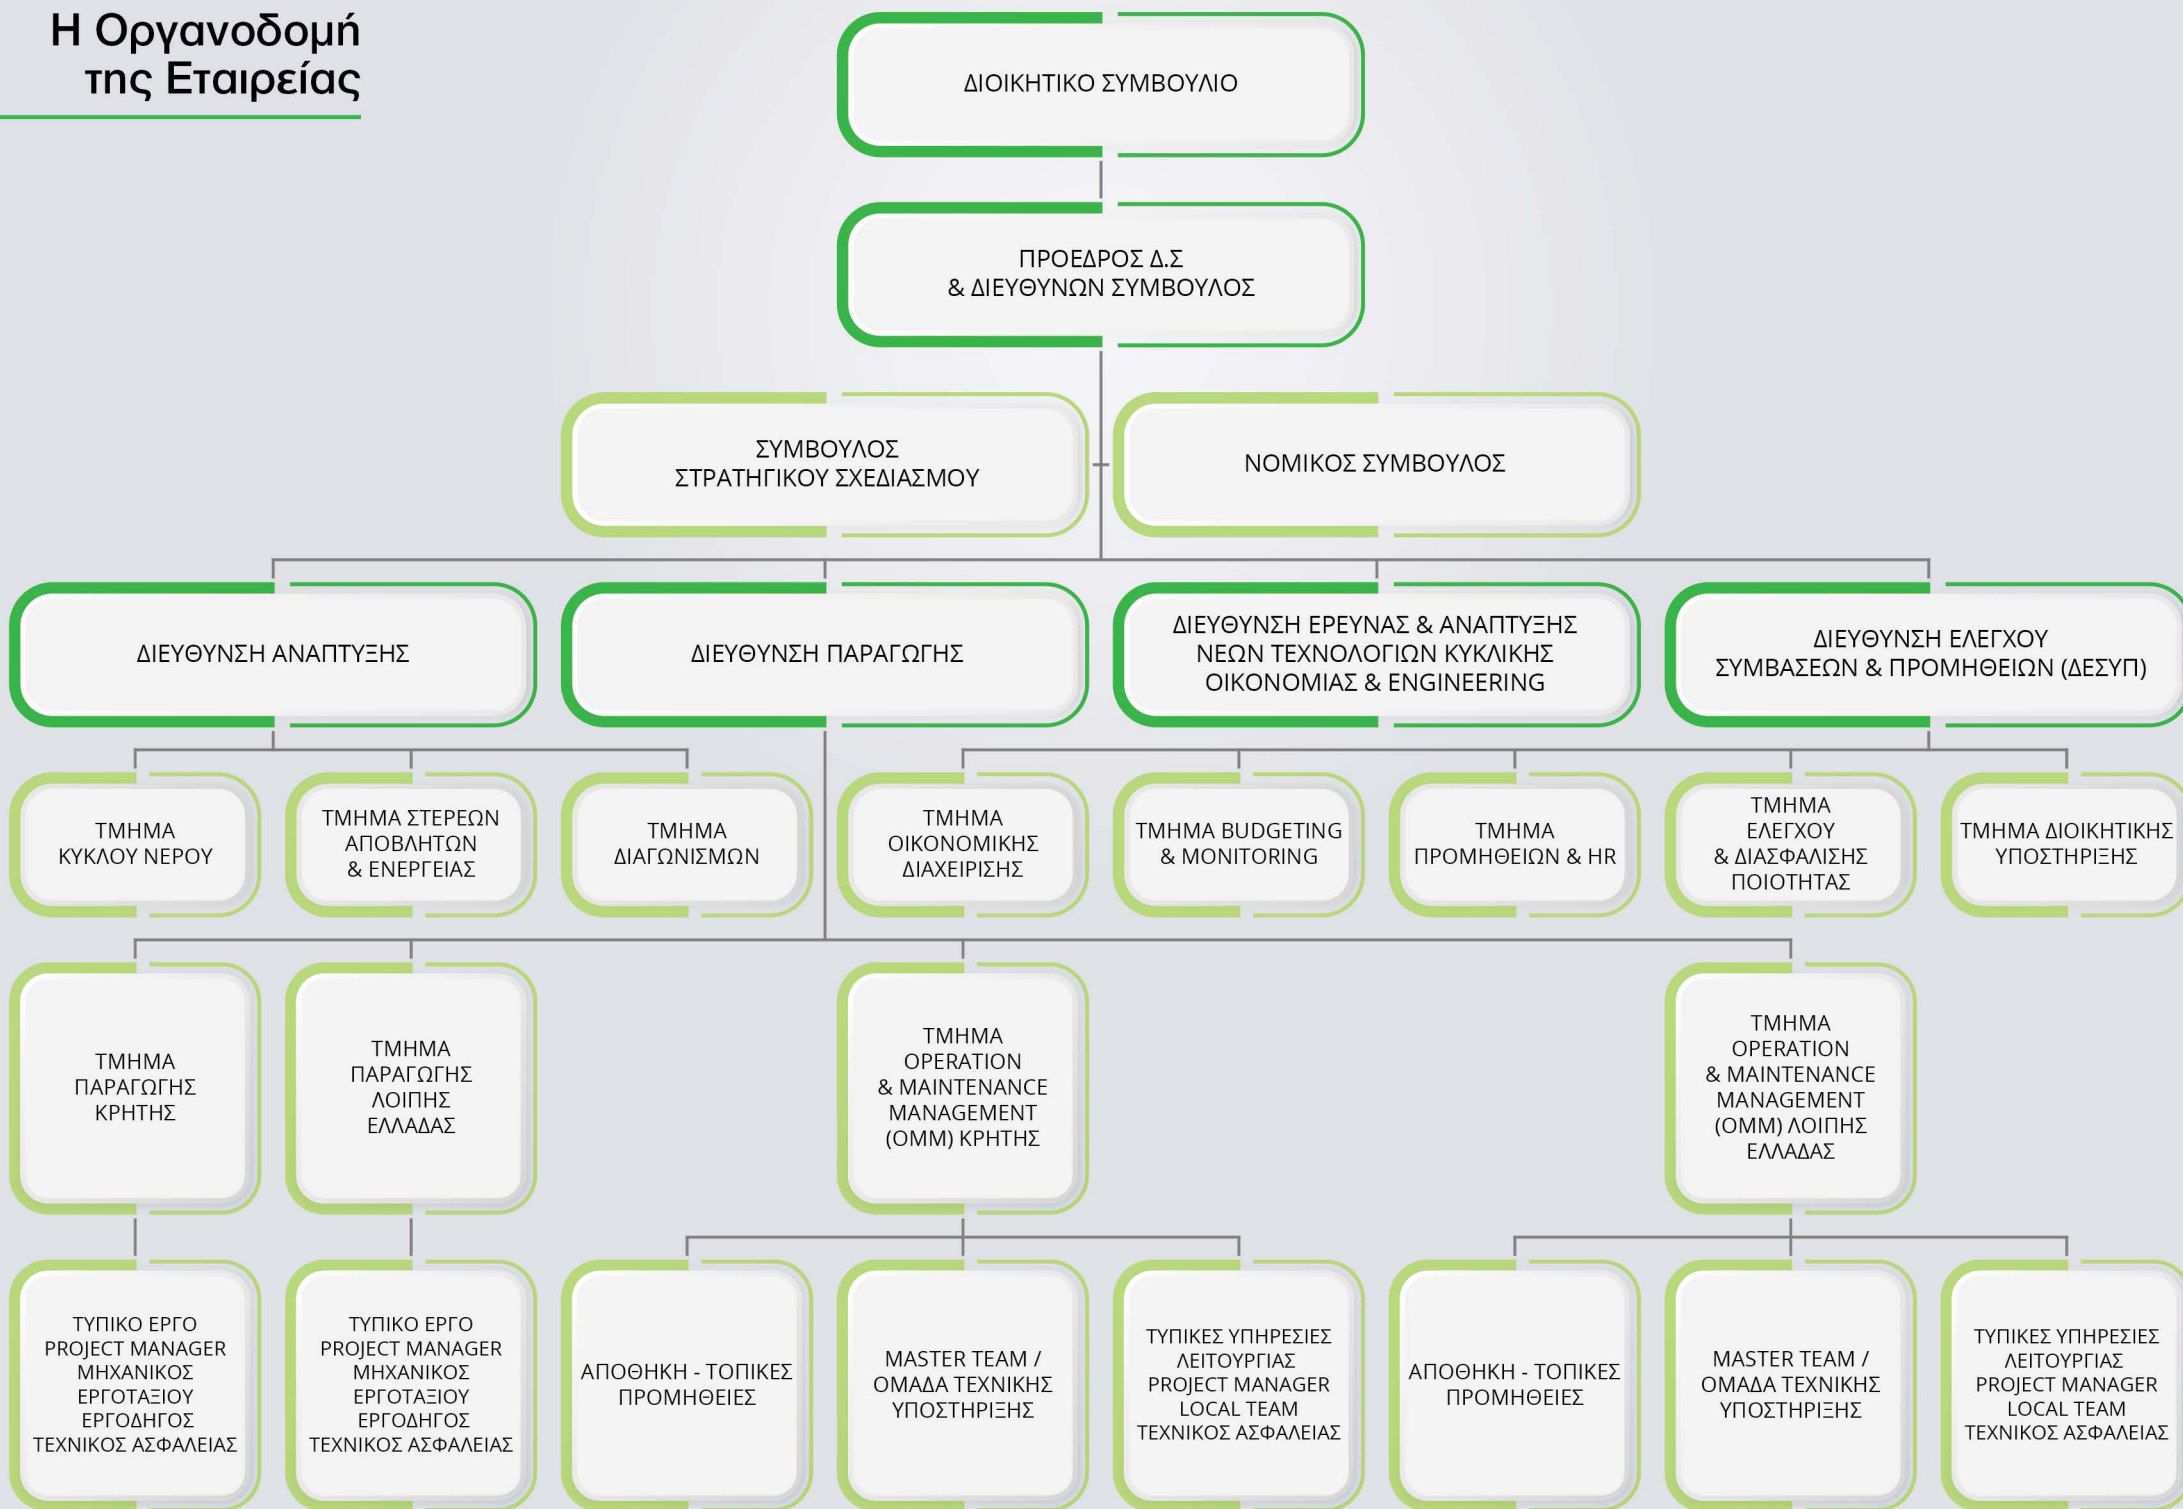 Η Οργανοδομή
της Εταιρείας
ΔΙΟΙΚΗΤΙΚΟ ΣΥΜΒΟΥΛΙΟ
ΠΡΟΕΔΡΟΣ Δ.Σ
& ΔΙΕΥΘΥΝΩΝ ΣΥΜΒΟΥΛΟΣ
ΣΥΜΒΟΥΛΟΣ
ΣΤΡΑΤΗΓΙΚΟΥ ΣΧΕΔΙΑΣΜΟΥ
ΝΟΜΙΚΟΣ ΣΥΜΒΟΥΛΟΣ
ΔΙΕΥΘΥΝΣΗ ΑΝΑΠΤΥΞΗΣ
ΔΙΕΥΘΥΝΣΗ ΠΑΡΑΓΩΓΗΣ
ΔΙΕΥΘΥΝΣΗ ΕΡΕΥΝΑΣ & ΑΝΑΠΤΥΞΗΣ
ΝΕΩΝ ΤΕΧΝΟΛΟΓΙΩΝ ΚΥΚΛΙΚΗΣ
ΟΙΚΟΝΟΜΙΑΣ & ENGINEERING
ΔΙΕΥΘΥΝΣΗ ΕΛΕΓΧΟΥ
ΣΥΜΒΑΣΕΩΝ & ΠΡΟΜΗΘΕΙΩΝ (ΔΕΣΥΠ)
ΤΜΗΜΑ
ΚΥΚΛΟΥ ΝΕΡΟΥ
ΤΜΗΜΑ ΣΤΕΡΕΩΝ
ΑΠΟΒΛΗΤΩΝ
& ΕΝΕΡΓΕΙΑΣ
ΤΜΗΜΑ
ΔΙΑΓΩΝΙΣΜΩΝ
ΤΜΗΜΑ
ΟΙΚΟΝΟΜΙΚΗΣ
ΔΙΑΧΕΙΡΙΣΗΣ
ΤΜΗΜΑ BUDGETING
& MONITORING
ΤΜΗΜΑ
ΠΡΟΜΗΘΕΙΩΝ & HR
ΤΜΗΜΑ
ΕΛΕΓΧΟΥ
& ΔΙΑΣΦΑΛΙΣΗΣ
ΠΟΙΟΤΗΤΑΣ
ΤΜΗΜΑ ΔΙΟΙΚΗΤΙΚΗΣ
ΥΠΟΣΤΗΡΙΞΗΣ
ΤΜΗΜΑ
ΠΑΡΑΓΩΓΗΣ
ΚΡΗΤΗΣ
ΤΜΗΜΑ
ΠΑΡΑΓΩΓΗΣ
ΛΟΙΠΗΣ
ΕΛΛΑΔΑΣ
ΤΜΗΜΑ
OPERATION
& MAINTENANCE
MANAGEMENT
(OMM) ΚΡΗΤΗΣ
ΤΜΗΜΑ
OPERATION
& MAINTENANCE
MANAGEMENT
(OMM) ΛΟΙΠΗΣ
ΕΛΛΑΔΑΣ
ΤΥΠΙΚΟ ΕΡΓΟ
PROJECT MANAGER
ΜΗΧΑΝΙΚΟΣ
ΕΡΓΟΤΑΞΙΟΥ
ΕΡΓΟΔΗΓΟΣ
ΤΕΧΝΙΚΟΣ ΑΣΦΑΛΕΙΑΣ
ΤΥΠΙΚΟ ΕΡΓΟ
PROJECT MANAGER
ΜΗΧΑΝΙΚΟΣ
ΕΡΓΟΤΑΞΙΟΥ
ΕΡΓΟΔΗΓΟΣ
ΤΕΧΝΙΚΟΣ ΑΣΦΑΛΕΙΑΣ
ΑΠΟΘΗΚΗ - ΤΟΠΙΚΕΣ
ΠΡΟΜΗΘΕΙΕΣ
MASTER TEAM /
ΟΜΑΔΑ ΤΕΧΝΙΚΗΣ
ΥΠΟΣΤΗΡΙΞΗΣ
ΤΥΠΙΚΕΣ ΥΠΗΡΕΣΙΕΣ
ΛΕΙΤΟΥΡΓΙΑΣ
PROJECT MANAGER
LOCAL TEAM
ΤΕΧΝΙΚΟΣ ΑΣΦΑΛΕΙΑΣ
ΑΠΟΘΗΚΗ - ΤΟΠΙΚΕΣ
ΠΡΟΜΗΘΕΙΕΣ
MASTER TEAM /
ΟΜΑΔΑ ΤΕΧΝΙΚΗΣ
ΥΠΟΣΤΗΡΙΞΗΣ
ΤΥΠΙΚΕΣ ΥΠΗΡΕΣΙΕΣ
ΛΕΙΤΟΥΡΓΙΑΣ
PROJECT MANAGER
LOCAL TEAM
ΤΕΧΝΙΚΟΣ ΑΣΦΑΛΕΙΑΣ